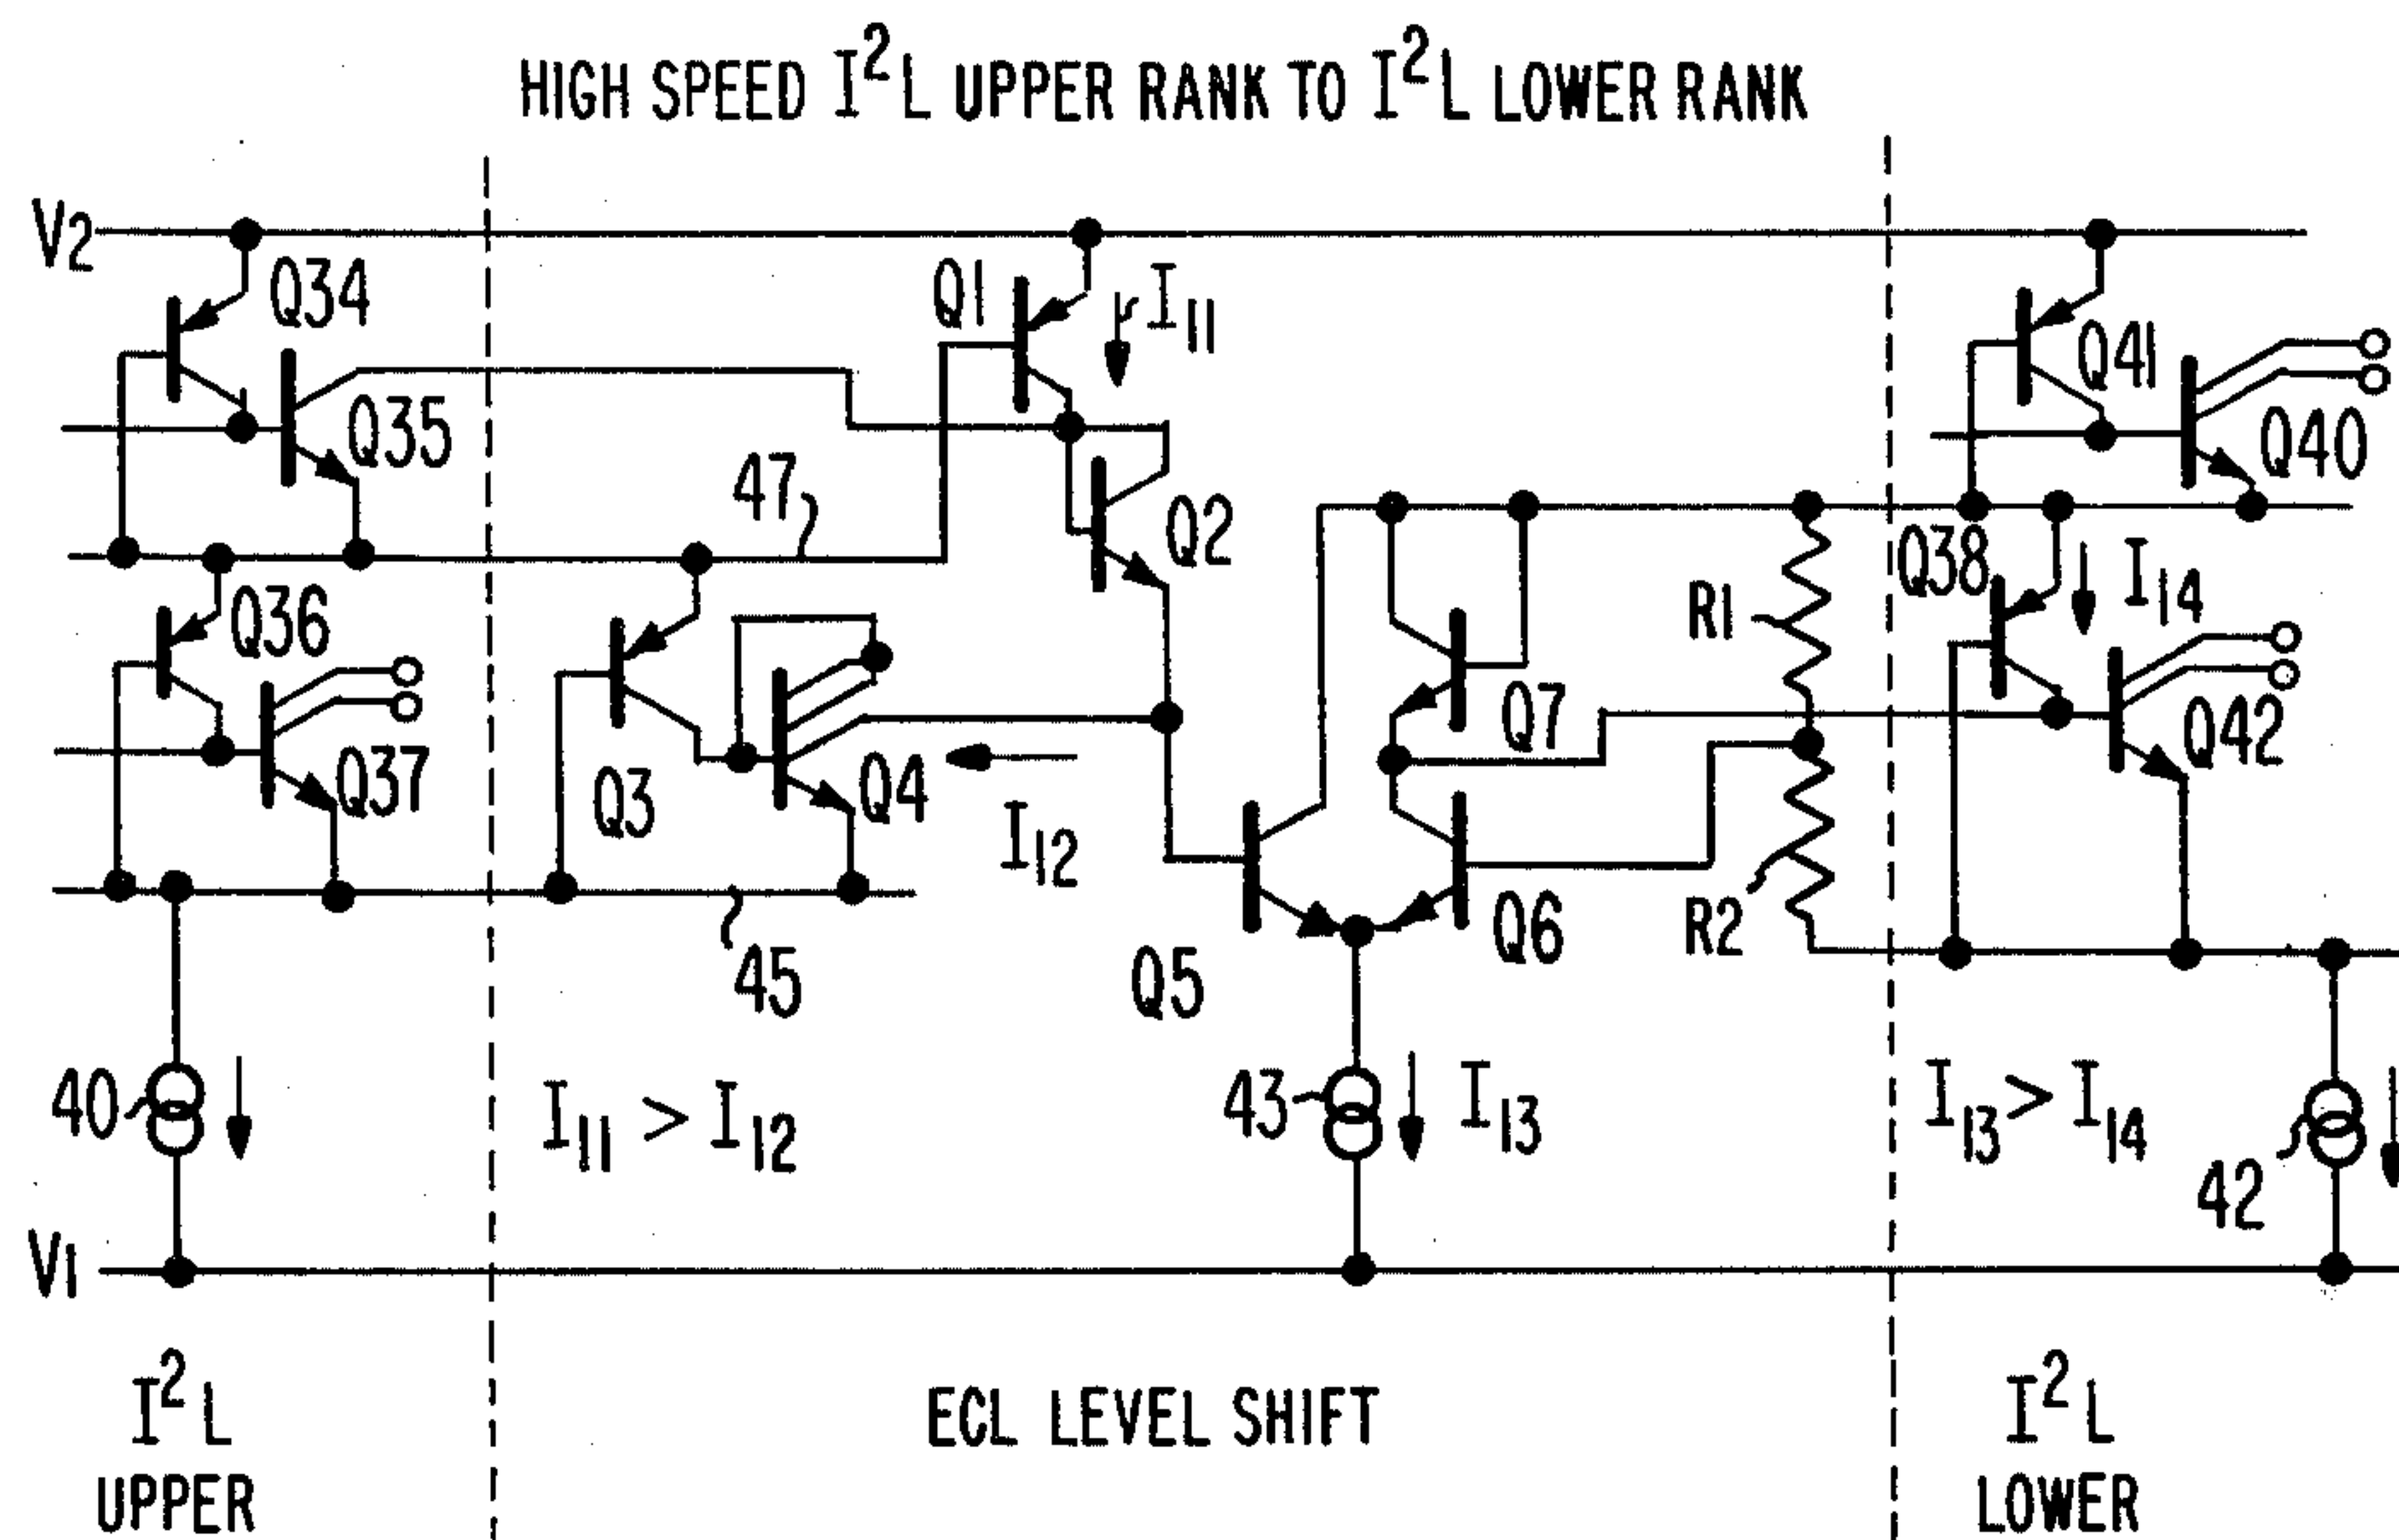 HIGH SPEED I²L UPPER RANK TO I²L LOWER RANK
V2
Q34
Q1
I11
Q41
Q35
Q40
47
Q2
Q38
I14
Q36
R1
Q37
Q3
Q4
I12
Q7
Q42
45
Q5
Q6
R2
40
I11 > I12
43
I13
I13 > I14
42
V1
I²L
UPPER
ECL LEVEL SHIFT
I²L
LOWER